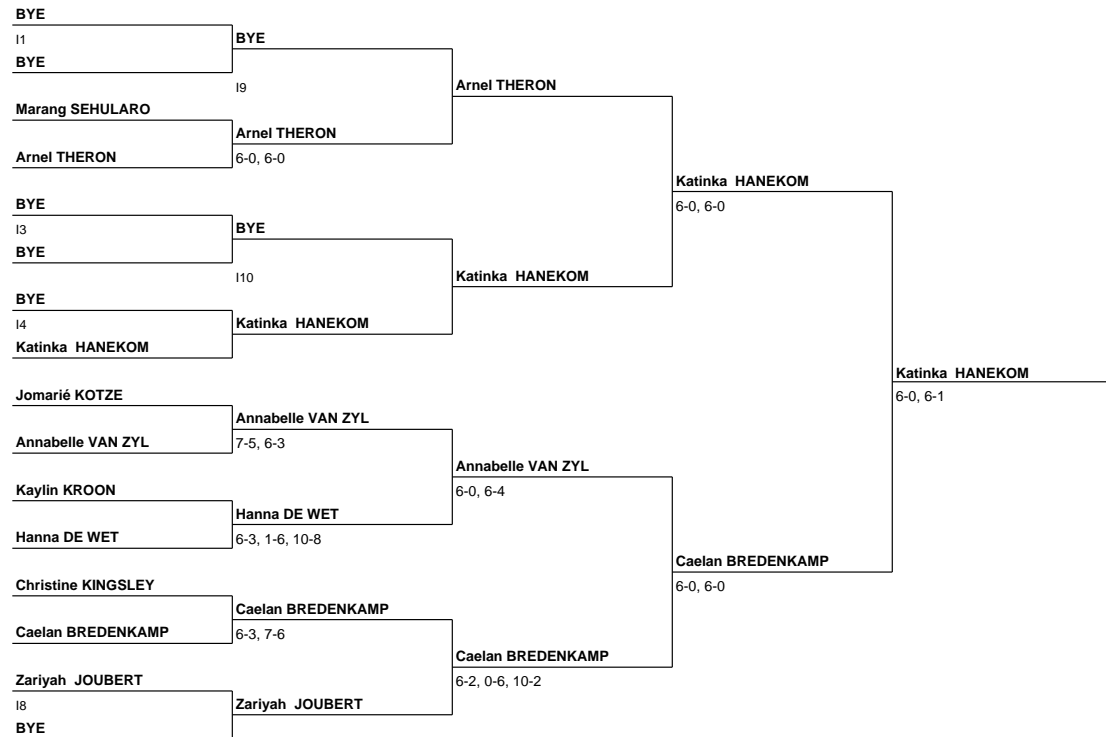 BYE
I1
BYE
BYE
I9
Marang SEHULARO
Arnel THERON
Arnel THERON
6-0, 6-0
Arnel THERON
BYE
I3
BYE
BYE
I10
BYE
I4
Katinka HANEKOM
Katinka HANEKOM
Katinka HANEKOM
Katinka HANEKOM
6-0, 6-0
Jomarié KOTZE
Annabelle VAN ZYL
Annabelle VAN ZYL
7-5, 6-3
Kaylin KROON
Hanna DE WET
Hanna DE WET
6-3, 1-6, 10-8
Annabelle VAN ZYL
6-0, 6-4
Christine KINGSLEY
Caelan BREDENKAMP
Caelan BREDENKAMP
6-3, 7-6
Zariyah JOUBERT
I8
BYE
Zariyah JOUBERT
Caelan BREDENKAMP
6-2, 0-6, 10-2
Caelan BREDENKAMP
6-0, 6-0
Katinka HANEKOM
6-0, 6-1